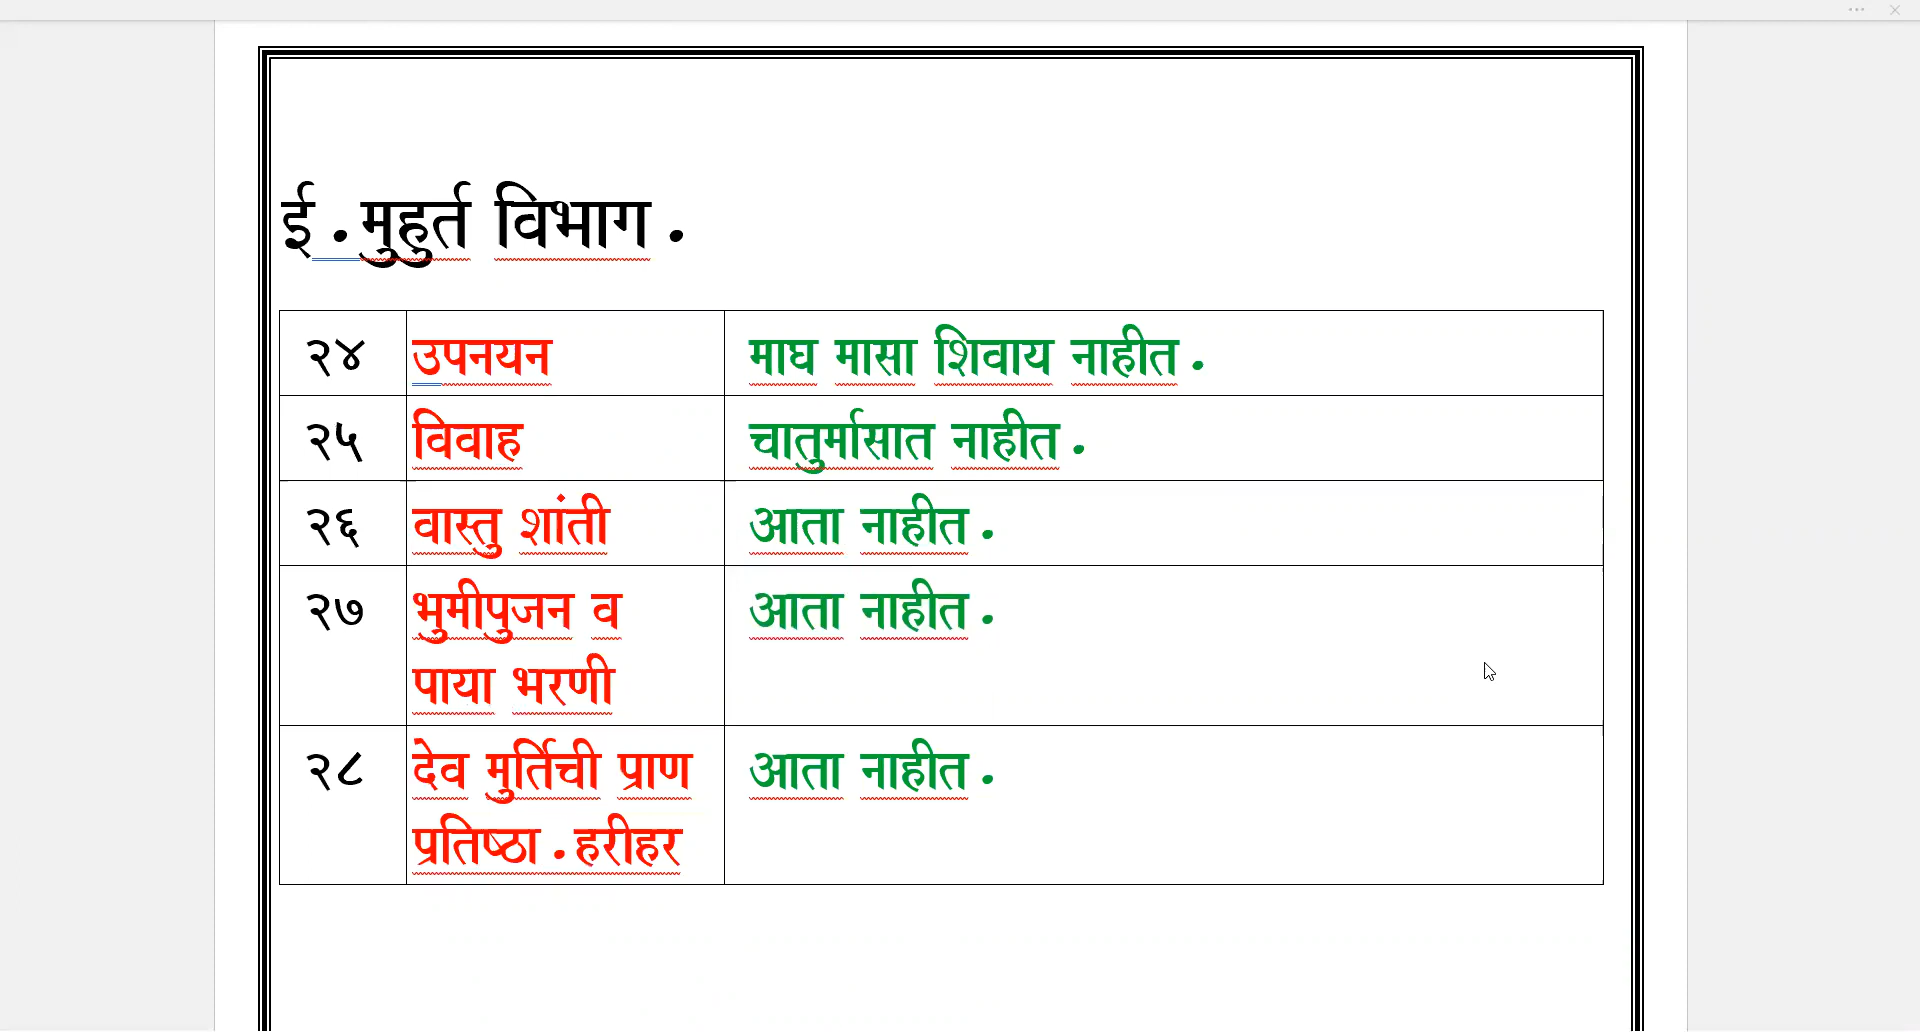 ई.मुहुर्त विभाग.
२४ उपनयन माघ मासा शिवाय नाहीत.
२५ विवाह चातुर्मासात नाहीत.
२६ वास्तु शांती आता नाहीत.
२७ भुमीपुजन व आता नाहीत.
पाया भरणी
२८ देव मुर्तिची प्राण आता नाहीत.
प्रतिष्ठा.हरीहर